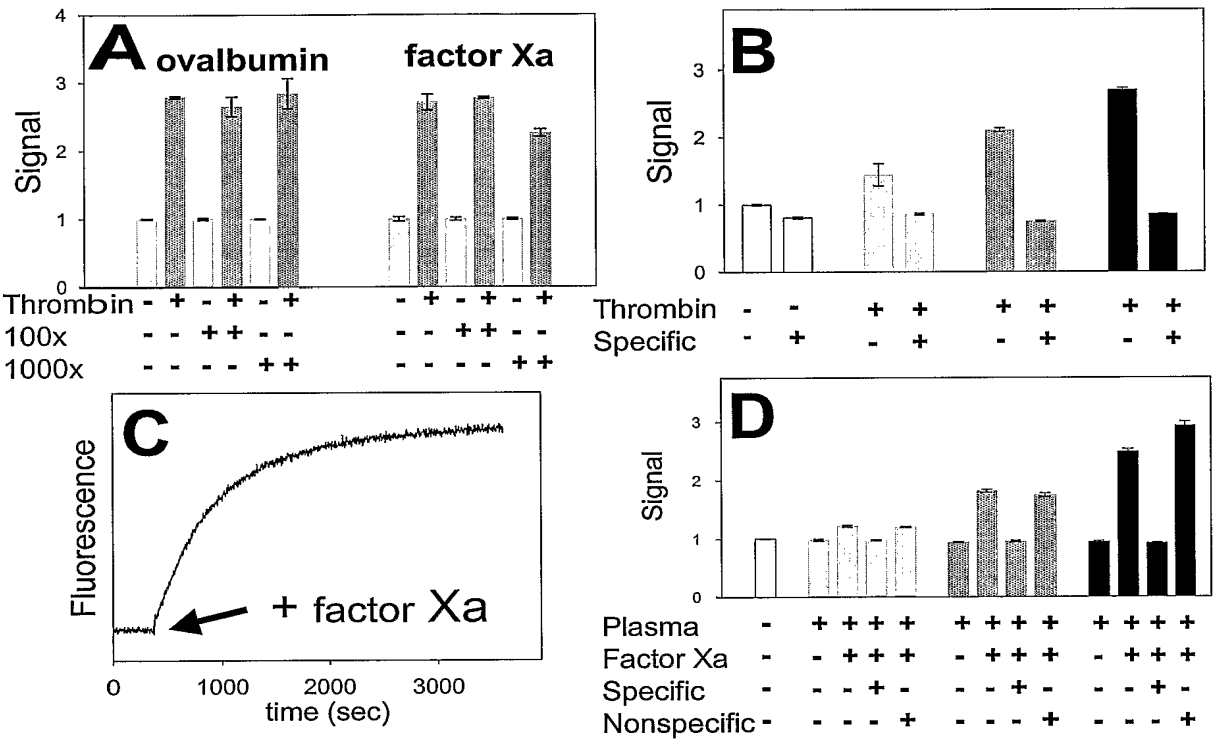 A ovalbumin factor Xa
Signal
4
3
2
1
0
Thrombin - + - + - + - + - + - +
100x - - + + - - - - + + - -
1000x - - - - + + - - - - + +
B
Signal
3
2
1
0
Thrombin - - + + + + + +
Specific - + - + - + - +
C
Fluorescence
+ factor Xa
0 1000 2000 3000
time (sec)
D
Signal
3
2
1
0
Plasma - + + + + + + + + + + + +
Factor Xa - - + + + - + + + - + + +
Specific - - - + - - - + - - - + -
Nonspecific - - - - + - - - + - - - +